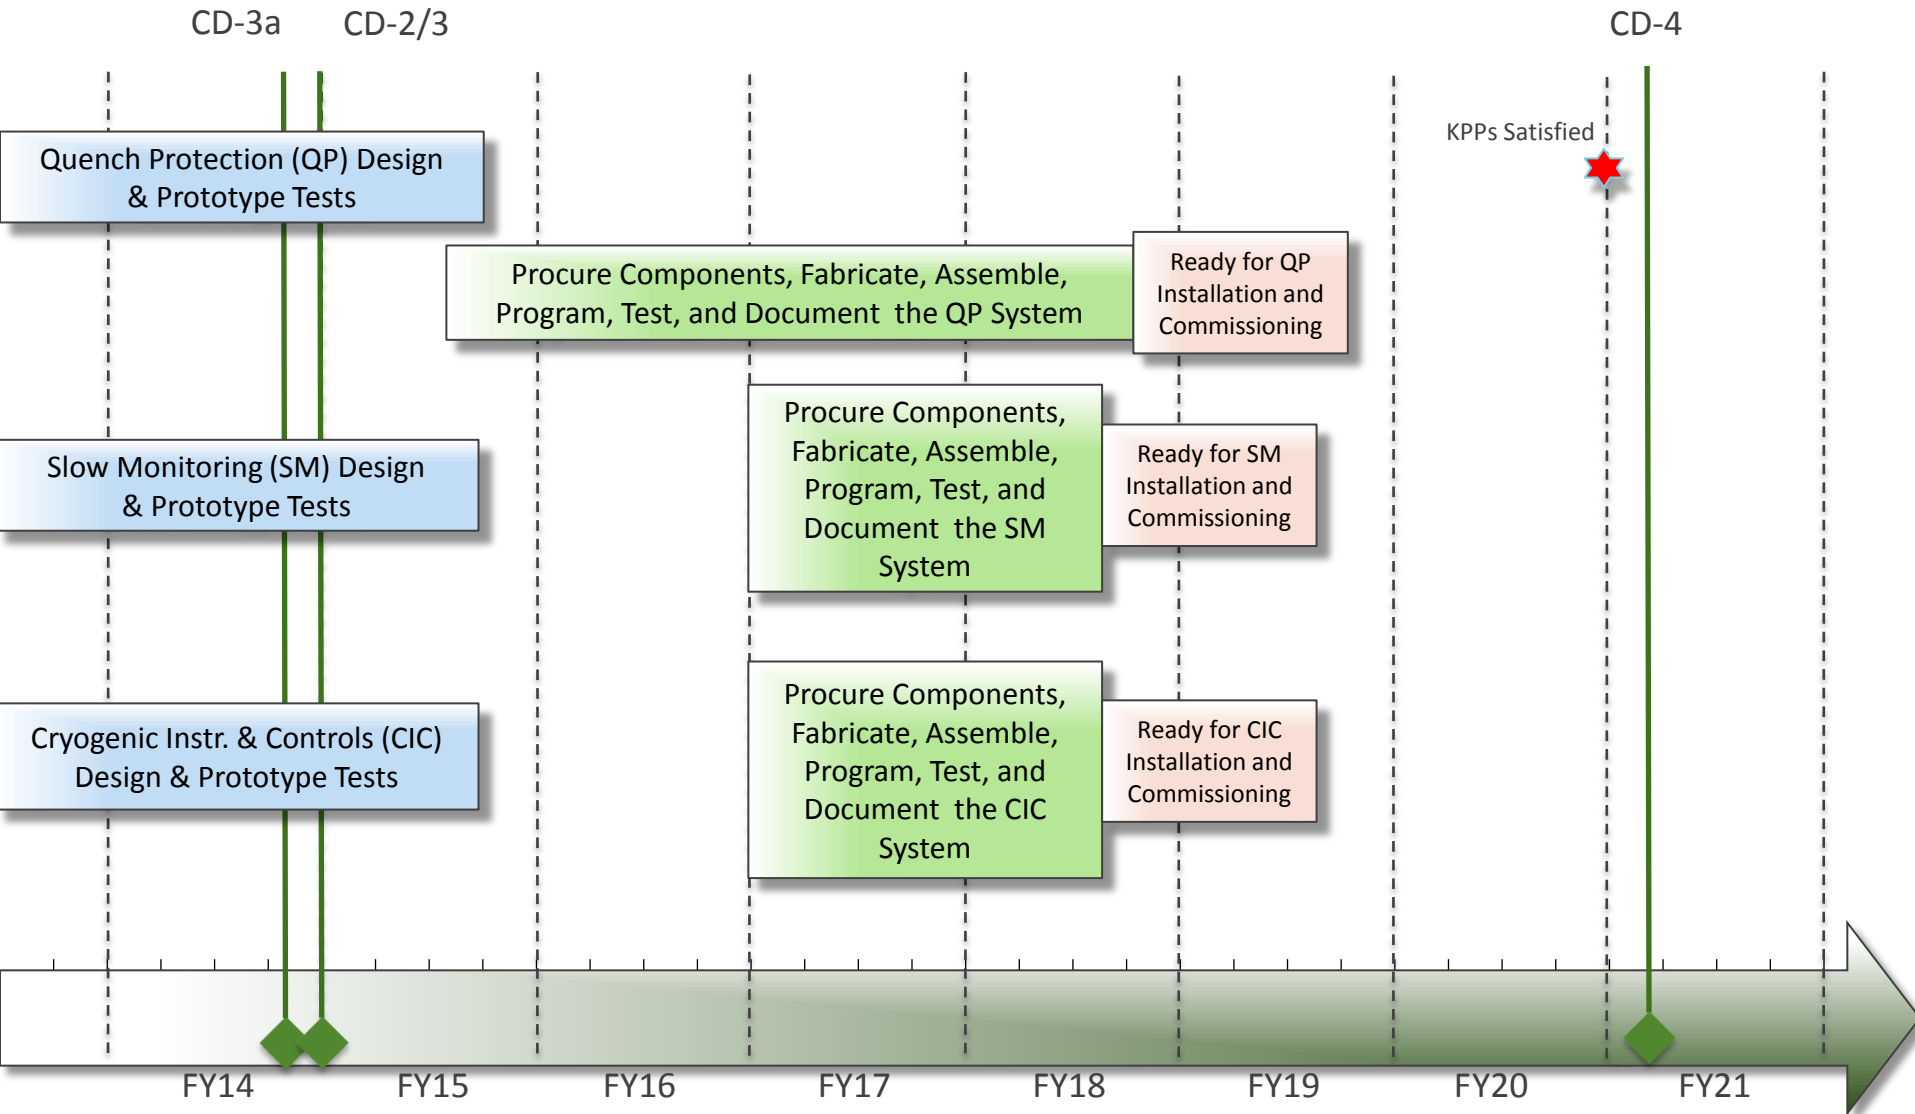 CD-3a
CD-2/3
CD-4
KPPs Satisfied
Quench Protection (QP) Design
& Prototype Tests
Procure Components, Fabricate, Assemble,
Program, Test, and Document  the QP System
Ready for QP
Installation and
Commissioning
Procure Components,
Fabricate, Assemble,
Program, Test, and
Document  the SM
System
Slow Monitoring (SM) Design
& Prototype Tests
Ready for SM
Installation and
Commissioning
Procure Components,
Fabricate, Assemble,
Program, Test, and
Document  the CIC
System
Cryogenic Instr. & Controls (CIC)
Design & Prototype Tests
Ready for CIC
Installation and
Commissioning
FY14
FY15
FY16
FY17
FY18
FY19
FY20
FY21